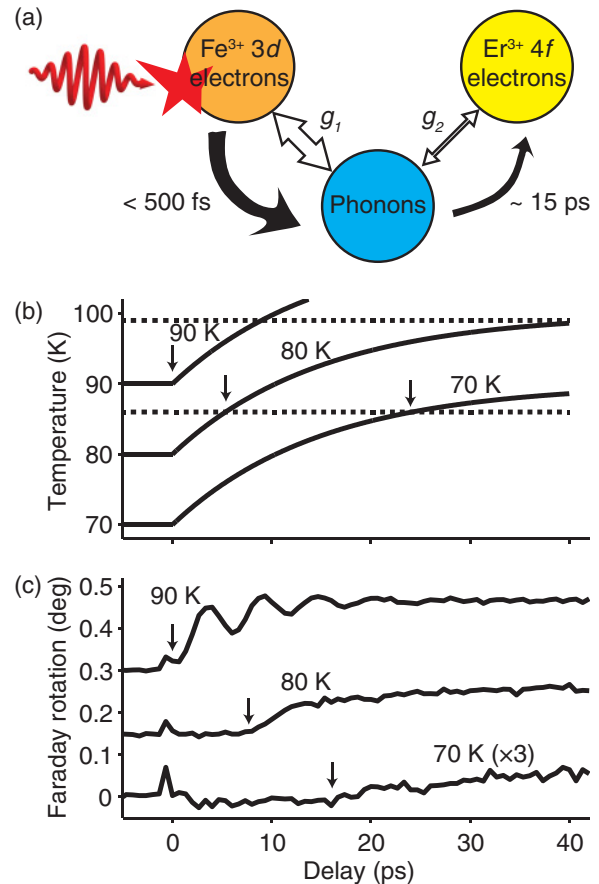 (a)
Fe³⁺ 3d
electrons
Er³⁺ 4f
electrons
g₁
g₂
< 500 fs
Phonons
~ 15 ps
(b)
Temperature (K)
100
90
80
70
90 K
80 K
70 K
(c)
Faraday rotation (deg)
0.5
0.4
0.3
0.2
0.1
0
90 K
80 K
70 K (×3)
0
10
20
30
40
Delay (ps)